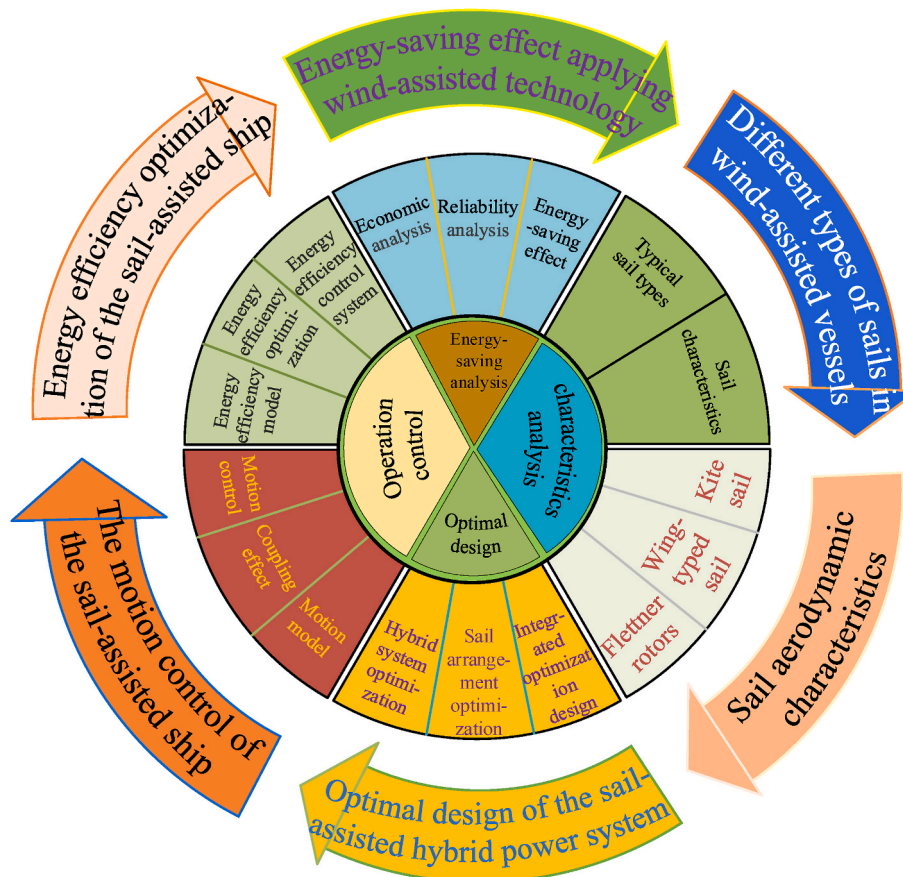 Energy-saving effect applying
wind-assisted technology
Different types of sails in
wind-assisted vessels
Sail aerodynamic
characteristics
Optimal design of the sail-
assisted hybrid power system
The motion control of
the sail-assisted ship
Energy efficiency optimiza-
tion of the sail-assisted ship
Economic
analysis
Reliability
analysis
Energy
-saving
effect
Typical
sail types
Sail
characteristics
Kite
sail
Wing-
typed
sail
Flettner
rotors
Integr-
ated
optimizat
ion
design
Sail
arrange-
ment
optimi-
zation
Hybrid
system
optimi-
zation
Motion
model
Coupling
effect
Motion
control
Energy
efficiency
model
Energy
efficiency
optimi-
zation
Energy
efficiency
control
system
Energy-
saving
analysis
characteristics
analysis
Optimal
design
Operation
control